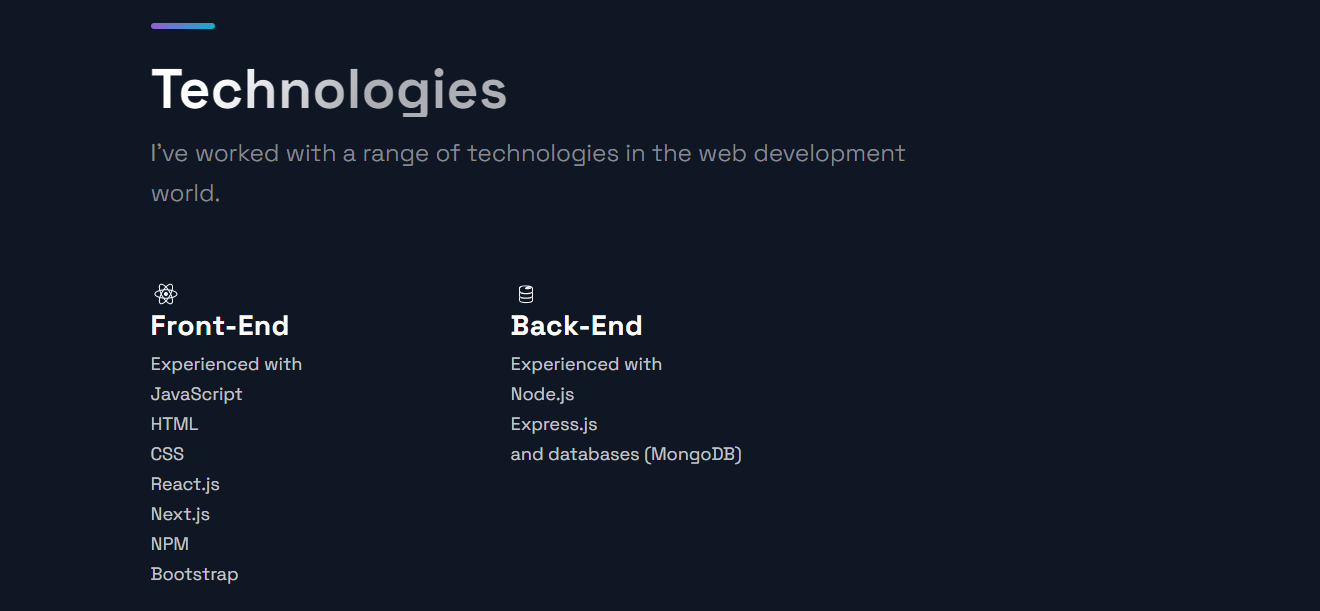 Technologies
I've worked with a range of technologies in the web development
world.
Front-End
Experienced with
JavaScript
HTML
CSS
React.js
Next.js
NPM
Bootstrap
Back-End
Experienced with
Node.js
Express.js
and databases (MongoDB)